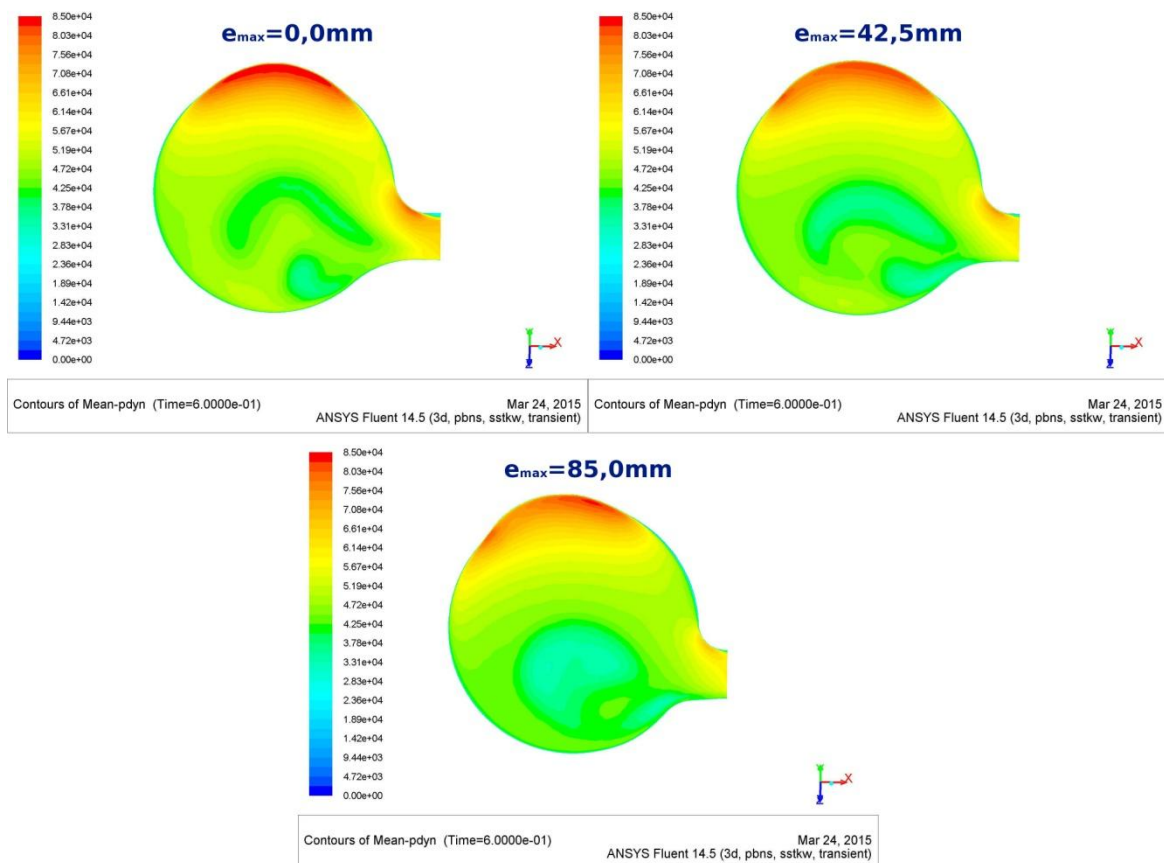 8.50e+04
8.03e+04
7.56e+04
7.08e+04
6.61e+04
6.14e+04
5.67e+04
5.19e+04
4.72e+04
4.25e+04
3.78e+04
3.31e+04
2.83e+04
2.36e+04
1.89e+04
1.42e+04
9.44e+03
4.72e+03
0.00e+00
emax=0,0mm
Y
X
Z
Contours of Mean-pdyn (Time=6.0000e-01)
Mar 24, 2015
ANSYS Fluent 14.5 (3d, pbns, sstkw, transient)
8.50e+04
8.03e+04
7.56e+04
7.08e+04
6.61e+04
6.14e+04
5.67e+04
5.19e+04
4.72e+04
4.25e+04
3.78e+04
3.31e+04
2.83e+04
2.36e+04
1.89e+04
1.42e+04
9.44e+03
4.72e+03
0.00e+00
emax=42,5mm
Y
X
Z
Contours of Mean-pdyn (Time=6.0000e-01)
Mar 24, 2015
ANSYS Fluent 14.5 (3d, pbns, sstkw, transient)
8.50e+04
8.03e+04
7.56e+04
7.08e+04
6.61e+04
6.14e+04
5.67e+04
5.19e+04
4.72e+04
4.25e+04
3.78e+04
3.31e+04
2.83e+04
2.36e+04
1.89e+04
1.42e+04
9.44e+03
4.72e+03
0.00e+00
emax=85,0mm
Y
X
Z
Contours of Mean-pdyn (Time=6.0000e-01)
Mar 24, 2015
ANSYS Fluent 14.5 (3d, pbns, sstkw, transient)